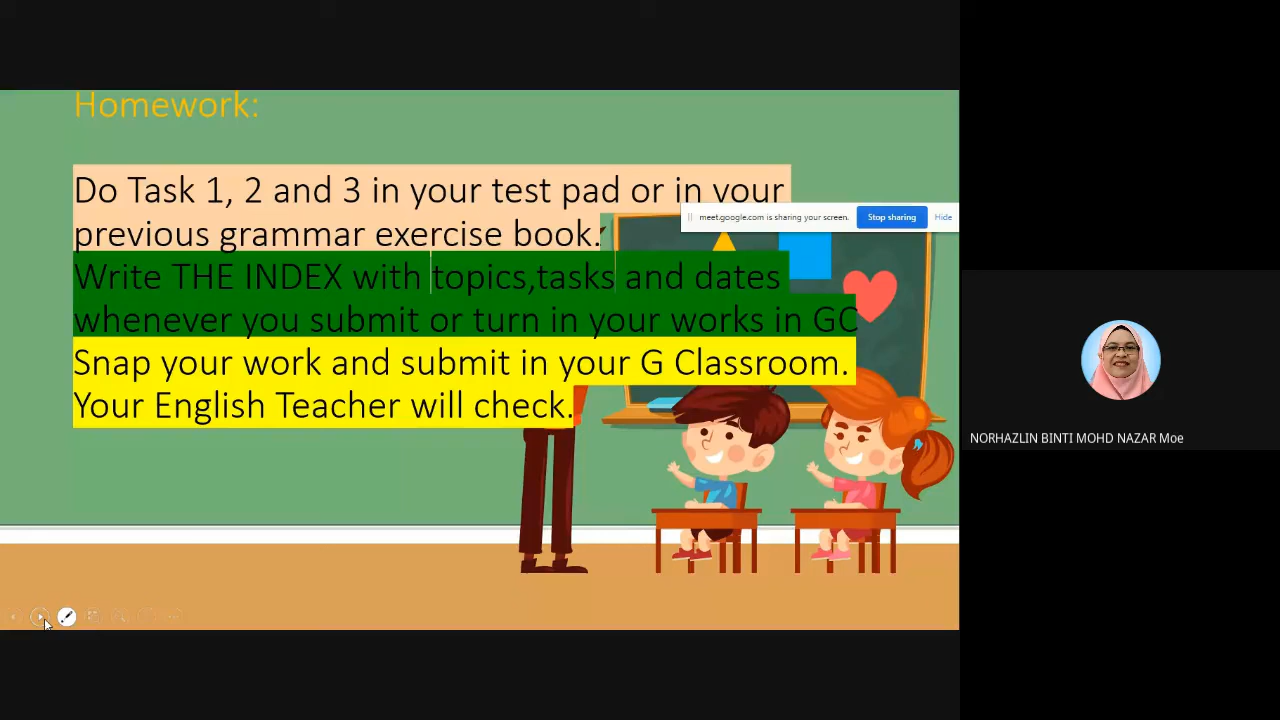 Homework:
Do Task 1, 2 and 3 in your test pad or in your
previous grammar exercise book.
Write THE INDEX with topics,tasks and dates
whenever you submit or turn in your works in GC
Snap your work and submit in your G Classroom.
Your English Teacher will check.
meet.google.com is sharing your screen.
Stop sharing
Hide
NORHAZLIN BINTI MOHD NAZAR Moe